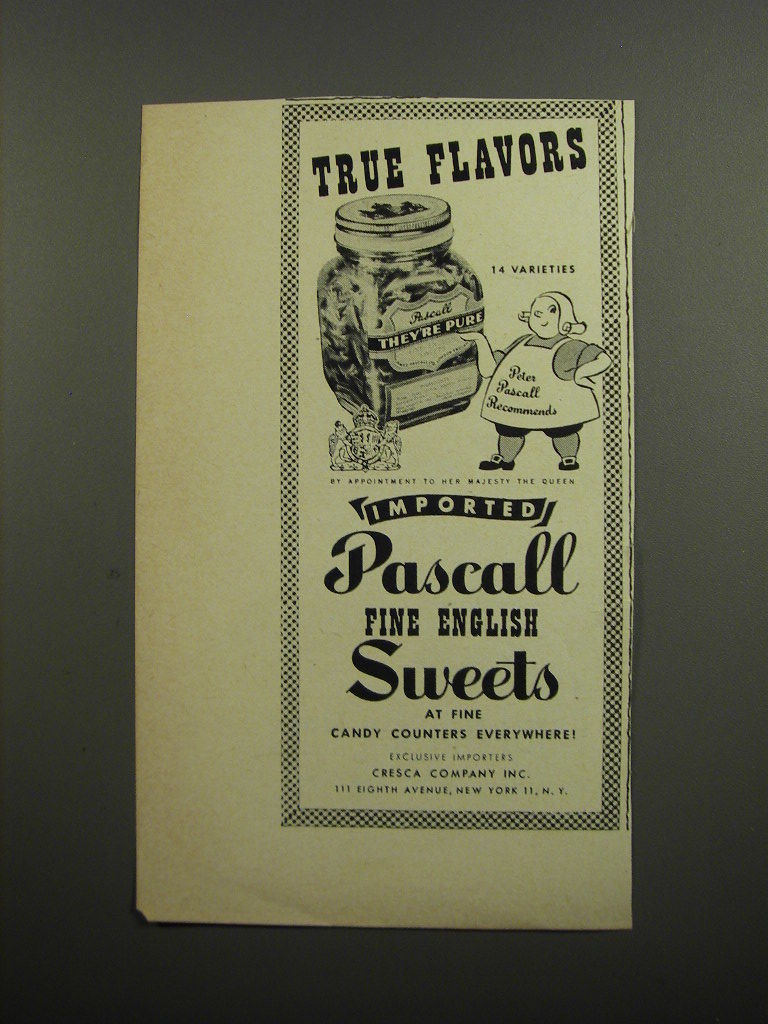 TRUE FLAVORS
14 VARIETIES
Pascall
THEY'RE PURE
Peter
Pascall
Recommends
BY APPOINTMENT TO HER MAJESTY THE QUEEN
IMPORTED
Pascall
FINE ENGLISH
Sweets
AT FINE
CANDY COUNTERS EVERYWHERE!
EXCLUSIVE IMPORTERS
CRESCA COMPANY INC.
111 EIGHTH AVENUE, NEW YORK 11, N. Y.